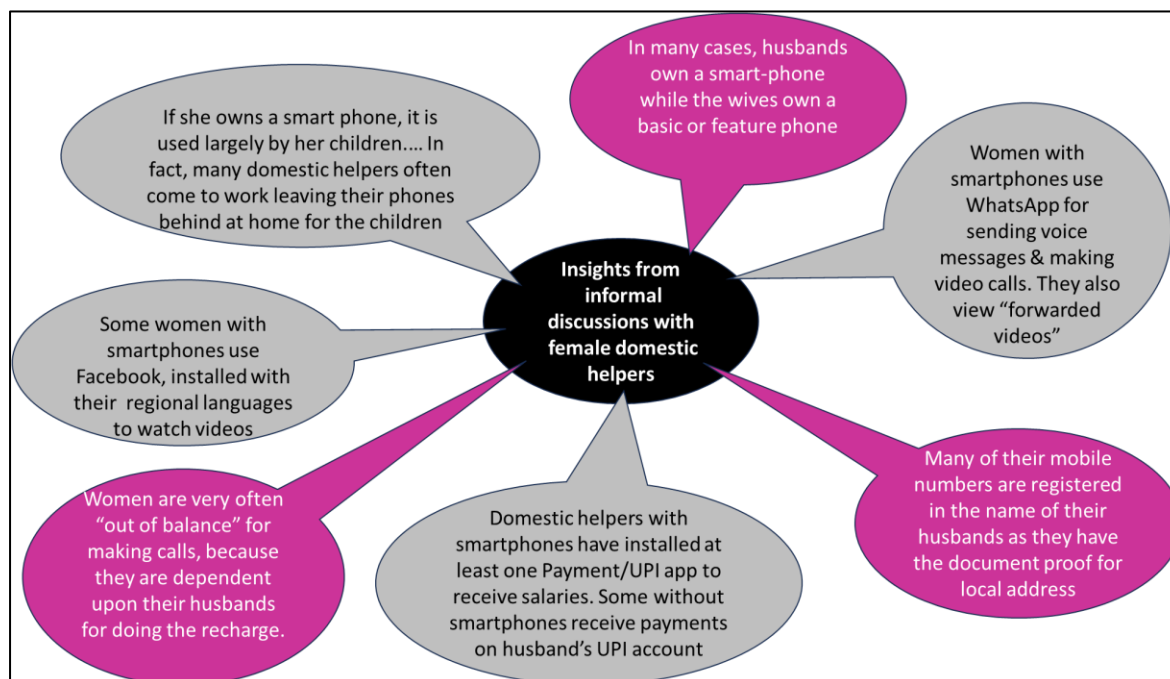 In many cases, husbands
own a smart-phone
while the wives own a
basic or feature phone
If she owns a smart phone, it is
used largely by her children.… In
fact, many domestic helpers often
come to work leaving their phones
behind at home for the children
Women with
smartphones use
WhatsApp for
sending voice
messages & making
video calls. They also
view “forwarded
videos”
Insights from
informal
discussions with
female domestic
helpers
Some women with
smartphones use
Facebook, installed with
their regional languages
to watch videos
Women are very often
“out of balance” for
making calls, because
they are dependent
upon their husbands
for doing the recharge.
Domestic helpers with
smartphones have installed at
least one Payment/UPI app to
receive salaries. Some without
smartphones receive payments
on husband’s UPI account
Many of their mobile
numbers are registered
in the name of their
husbands as they have
the document proof for
local address